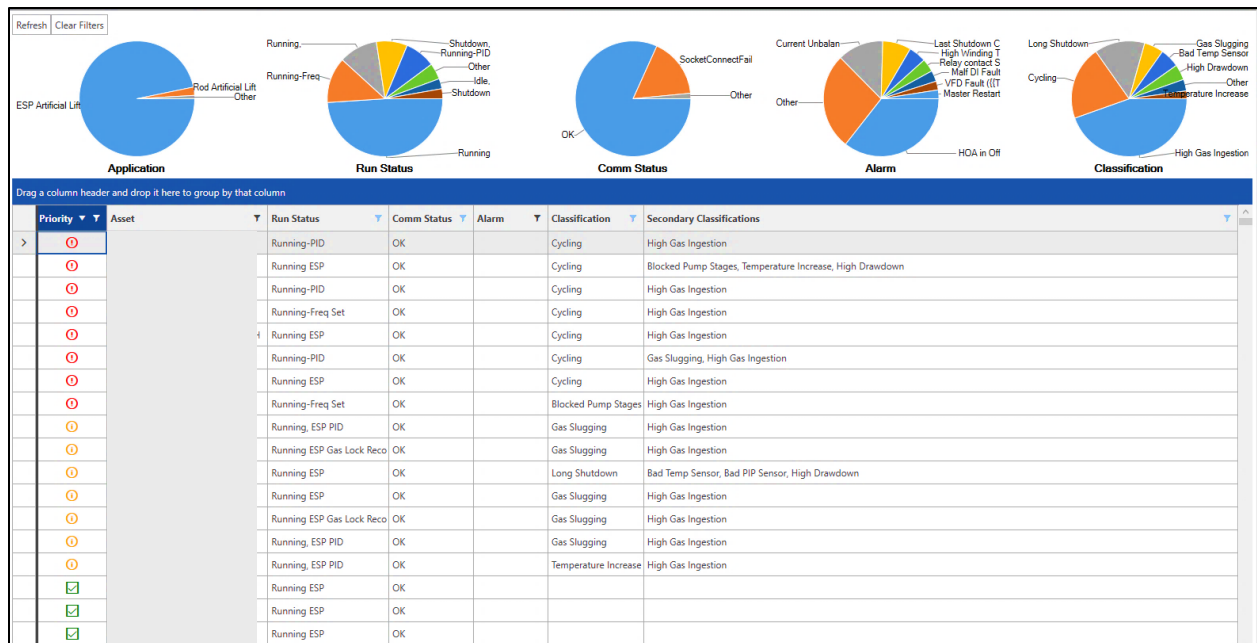 Refresh Clear Filters
ESP Artificial Lift
Rod Artificial Lift
Other
Application
Running,
Running-Freq
Shutdown,
Running-PID
Other
Idle,
Shutdown
Running
Run Status
SocketConnectFail
Other
OK
Comm Status
Current Unbalan
Other
Last Shutdown C
High Winding T
Relay contact S
Malf DI Fault
VFD Fault (((T
Master Restart
HOA in Off
Alarm
Long Shutdown
Cycling
Gas Slugging
Bad Temp Sensor
High Drawdown
Other
Temperature Increase
High Gas Ingestion
Classification
Drag a column header and drop it here to group by that column
Priority Asset Run Status Comm Status Alarm Classification Secondary Classifications
Running-PID OK Cycling High Gas Ingestion
Running ESP OK Cycling Blocked Pump Stages, Temperature Increase, High Drawdown
Running-PID OK Cycling High Gas Ingestion
Running-Freq Set OK Cycling High Gas Ingestion
Running ESP OK Cycling High Gas Ingestion
Running-PID OK Cycling Gas Slugging, High Gas Ingestion
Running ESP OK Cycling High Gas Ingestion
Running-Freq Set OK Blocked Pump Stages High Gas Ingestion
Running, ESP PID OK Gas Slugging High Gas Ingestion
Running ESP Gas Lock Reco OK Gas Slugging High Gas Ingestion
Running ESP OK Long Shutdown Bad Temp Sensor, Bad PIP Sensor, High Drawdown
Running ESP OK Gas Slugging High Gas Ingestion
Running ESP Gas Lock Reco OK Gas Slugging High Gas Ingestion
Running, ESP PID OK Gas Slugging High Gas Ingestion
Running, ESP PID OK Temperature Increase High Gas Ingestion
Running ESP OK
Running ESP OK
Running ESP OK